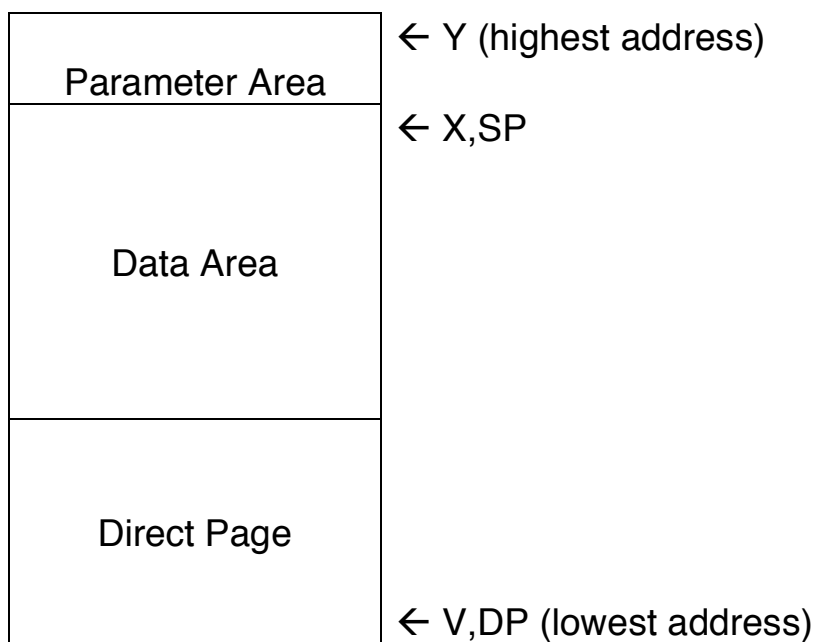 ← Y (highest address)
Parameter Area
← X,SP
Data Area
Direct Page
← V,DP (lowest address)